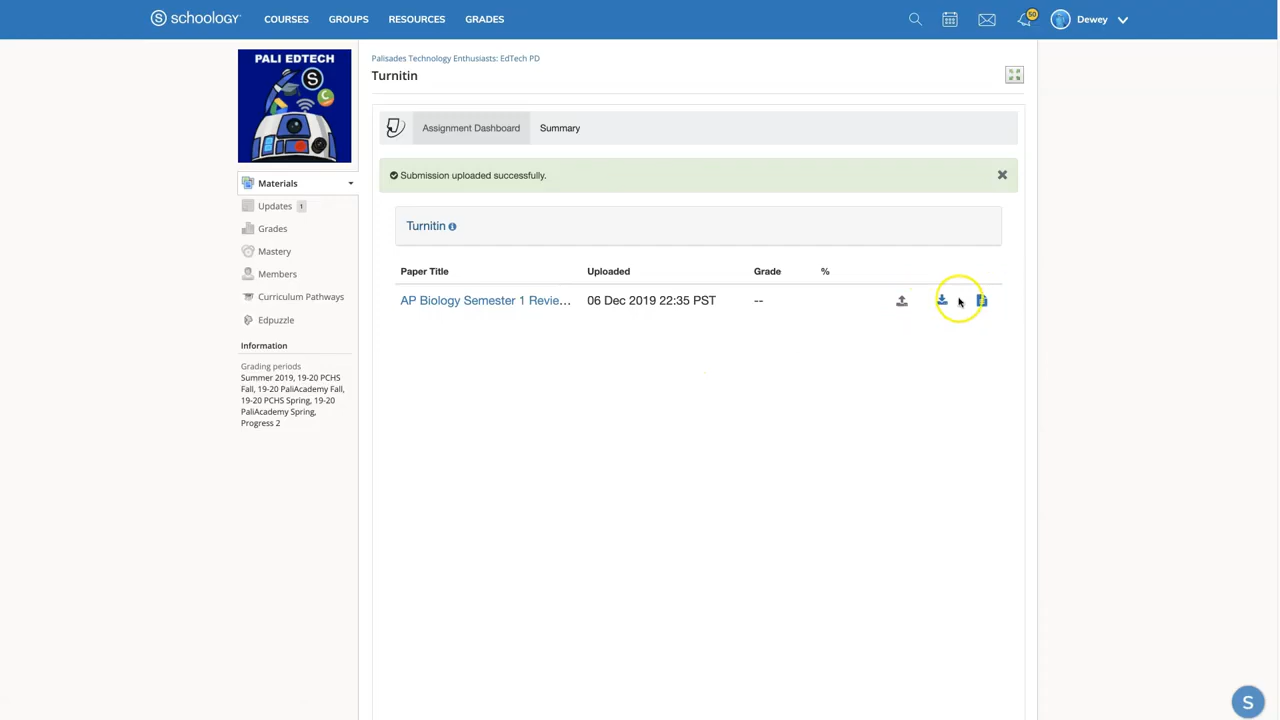 schoology COURSES GROUPS RESOURCES GRADES 50 Dewey
PALI EDTECH
S
C
Palisades Technology Enthusiasts: EdTech PD
Turnitin
Assignment Dashboard Summary
Submission uploaded successfully.
Turnitin
Paper Title Uploaded Grade %
AP Biology Semester 1 Revie... 06 Dec 2019 22:35 PST --
Materials
Updates 1
Grades
Mastery
Members
Curriculum Pathways
Edpuzzle
Information
Grading periods
Summer 2019, 19-20 PCHS
Fall, 19-20 PaliAcademy Fall,
19-20 PCHS Spring, 19-20
PaliAcademy Spring,
Progress 2
S